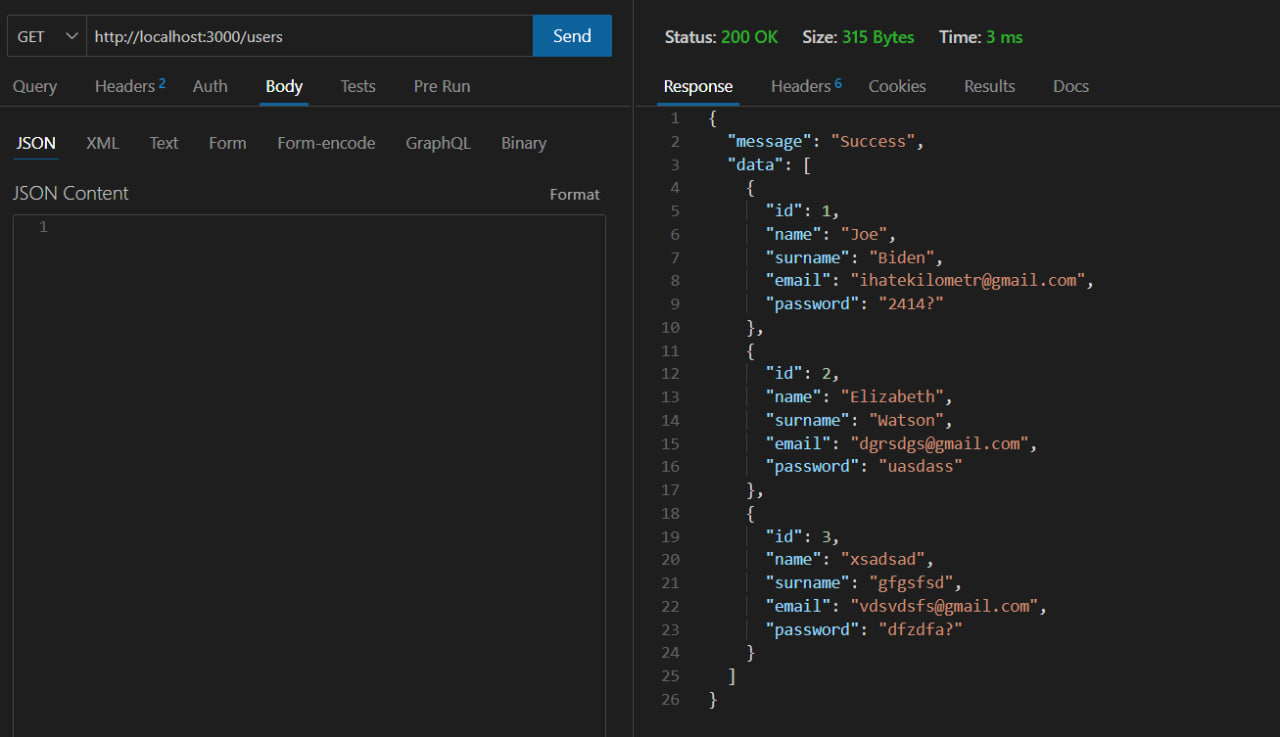 GET http://localhost:3000/users Send
Query Headers 2 Auth Body Tests Pre Run
JSON XML Text Form Form-encode GraphQL Binary
JSON Content Format
1
Status: 200 OK Size: 315 Bytes Time: 3 ms
Response Headers 6 Cookies Results Docs
1 {
2 "message": "Success",
3 "data": [
4 {
5 "id": 1,
6 "name": "Joe",
7 "surname": "Biden",
8 "email": "ihatekilometr@gmail.com",
9 "password": "2414?"
10 },
11 {
12 "id": 2,
13 "name": "Elizabeth",
14 "surname": "Watson",
15 "email": "dgrsdgs@gmail.com",
16 "password": "uasdass"
17 },
18 {
19 "id": 3,
20 "name": "xsadsad",
21 "surname": "gfgsfsd",
22 "email": "vdsvdsfs@gmail.com",
23 "password": "dfzdfa?"
24 }
25 ]
26 }